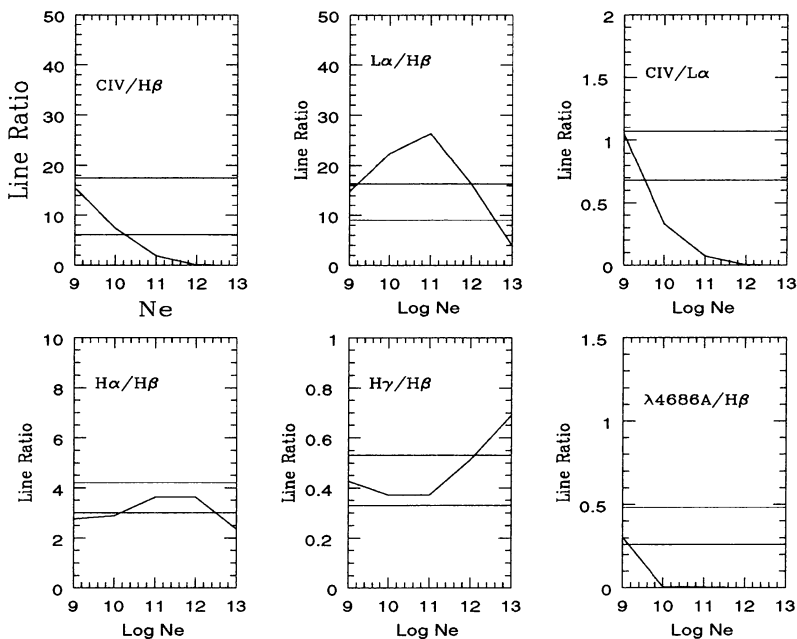 50
40
30
20
10
0
CIV/Hβ
Line Ratio
9 10 11 12 13
Ne
50
40
30
20
10
0
Lα/Hβ
Line Ratio
9 10 11 12 13
Log Ne
2
1.5
1
0.5
0
CIV/Lα
Line Ratio
9 10 11 12 13
Log Ne
10
8
6
4
2
0
Hα/Hβ
Line Ratio
9 10 11 12 13
Log Ne
1
0.8
0.6
0.4
0.2
0
Hγ/Hβ
Line Ratio
9 10 11 12 13
Log Ne
1.5
1
0.5
0
λ4686A/Hβ
Line Ratio
9 10 11 12 13
Log Ne